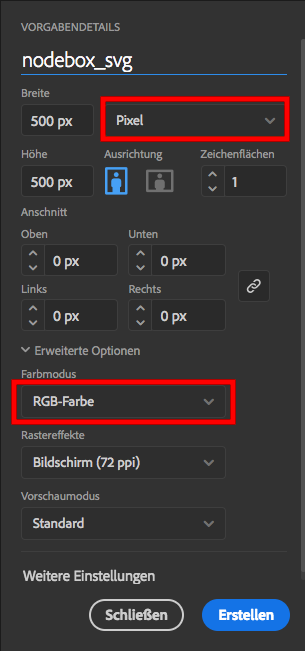 VORGABENDETAILS
nodebox_svg
Breite
500 px Pixel
Höhe Ausrichtung Zeichenflächen
500 px 1
Anschnitt
Oben Unten
0 px 0 px
Links Rechts
0 px 0 px
Erweiterte Optionen
Farbmodus
RGB-Farbe
Rastereffekte
Bildschirm (72 ppi)
Vorschaumodus
Standard
Weitere Einstellungen
Schließen Erstellen